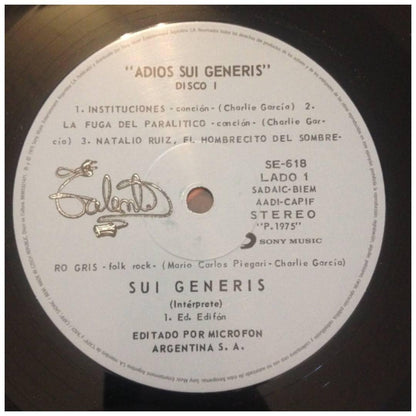 "ADIOS SUI GENERIS"
DISCO I
1. INSTITUCIONES - canción - (Charlie García) 2.
LA FUGA DEL PARALITICO - canción - (Charlie Gar-
cía) 3. NATALIO RUIZ, EL HOMBRECITO DEL SOMBRE-
Talent
SE-618
LADO 1
SADAIC-BIEM
AADI-CAPIF
STEREO
"P. 1975"
SONY MUSIC
RO GRIS - folk rock - (Mario Carlos Piegari - Charlie García)
SUI GENERIS
(Intérprete)
1. Ed. Edifón
EDITADO POR MICROFON
ARGENTINA S. A.